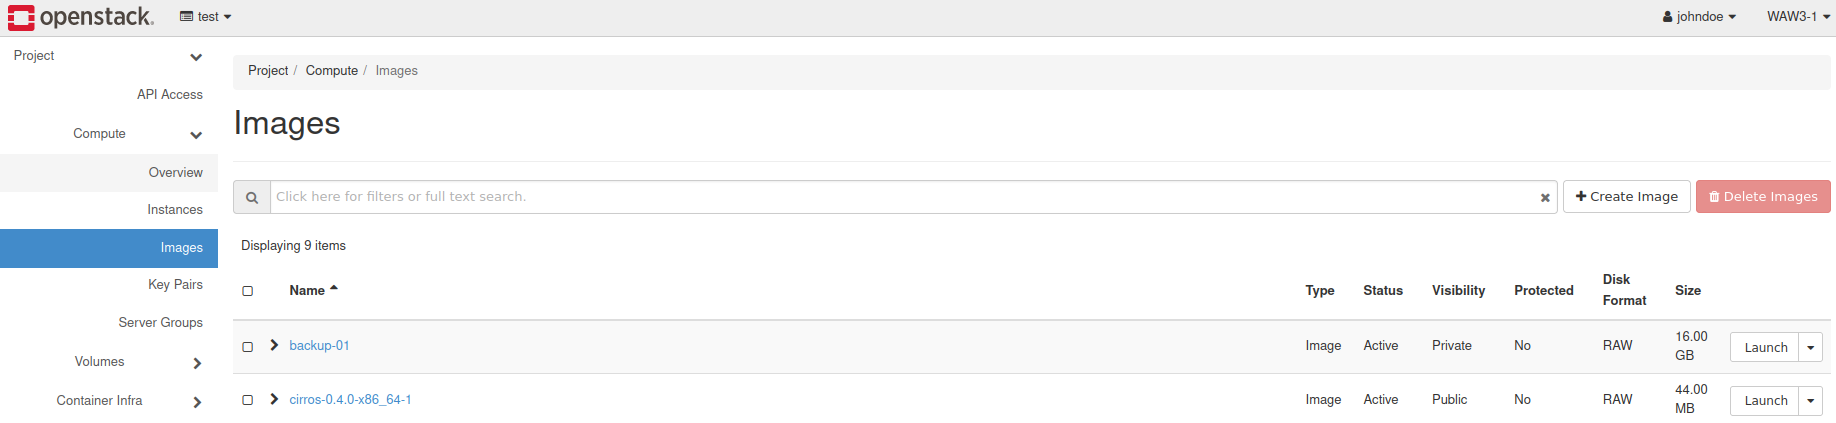 openstack. test johndoe WAW3-1
Project
API Access
Compute
Overview
Instances
Images
Key Pairs
Server Groups
Volumes
Container Infra
Project / Compute / Images
Images
Click here for filters or full text search. Create Image Delete Images
Displaying 9 items
Name Type Status Visibility Protected Disk Format Size
backup-01 Image Active Private No RAW 16.00 GB Launch
cirros-0.4.0-x86_64-1 Image Active Public No RAW 44.00 MB Launch